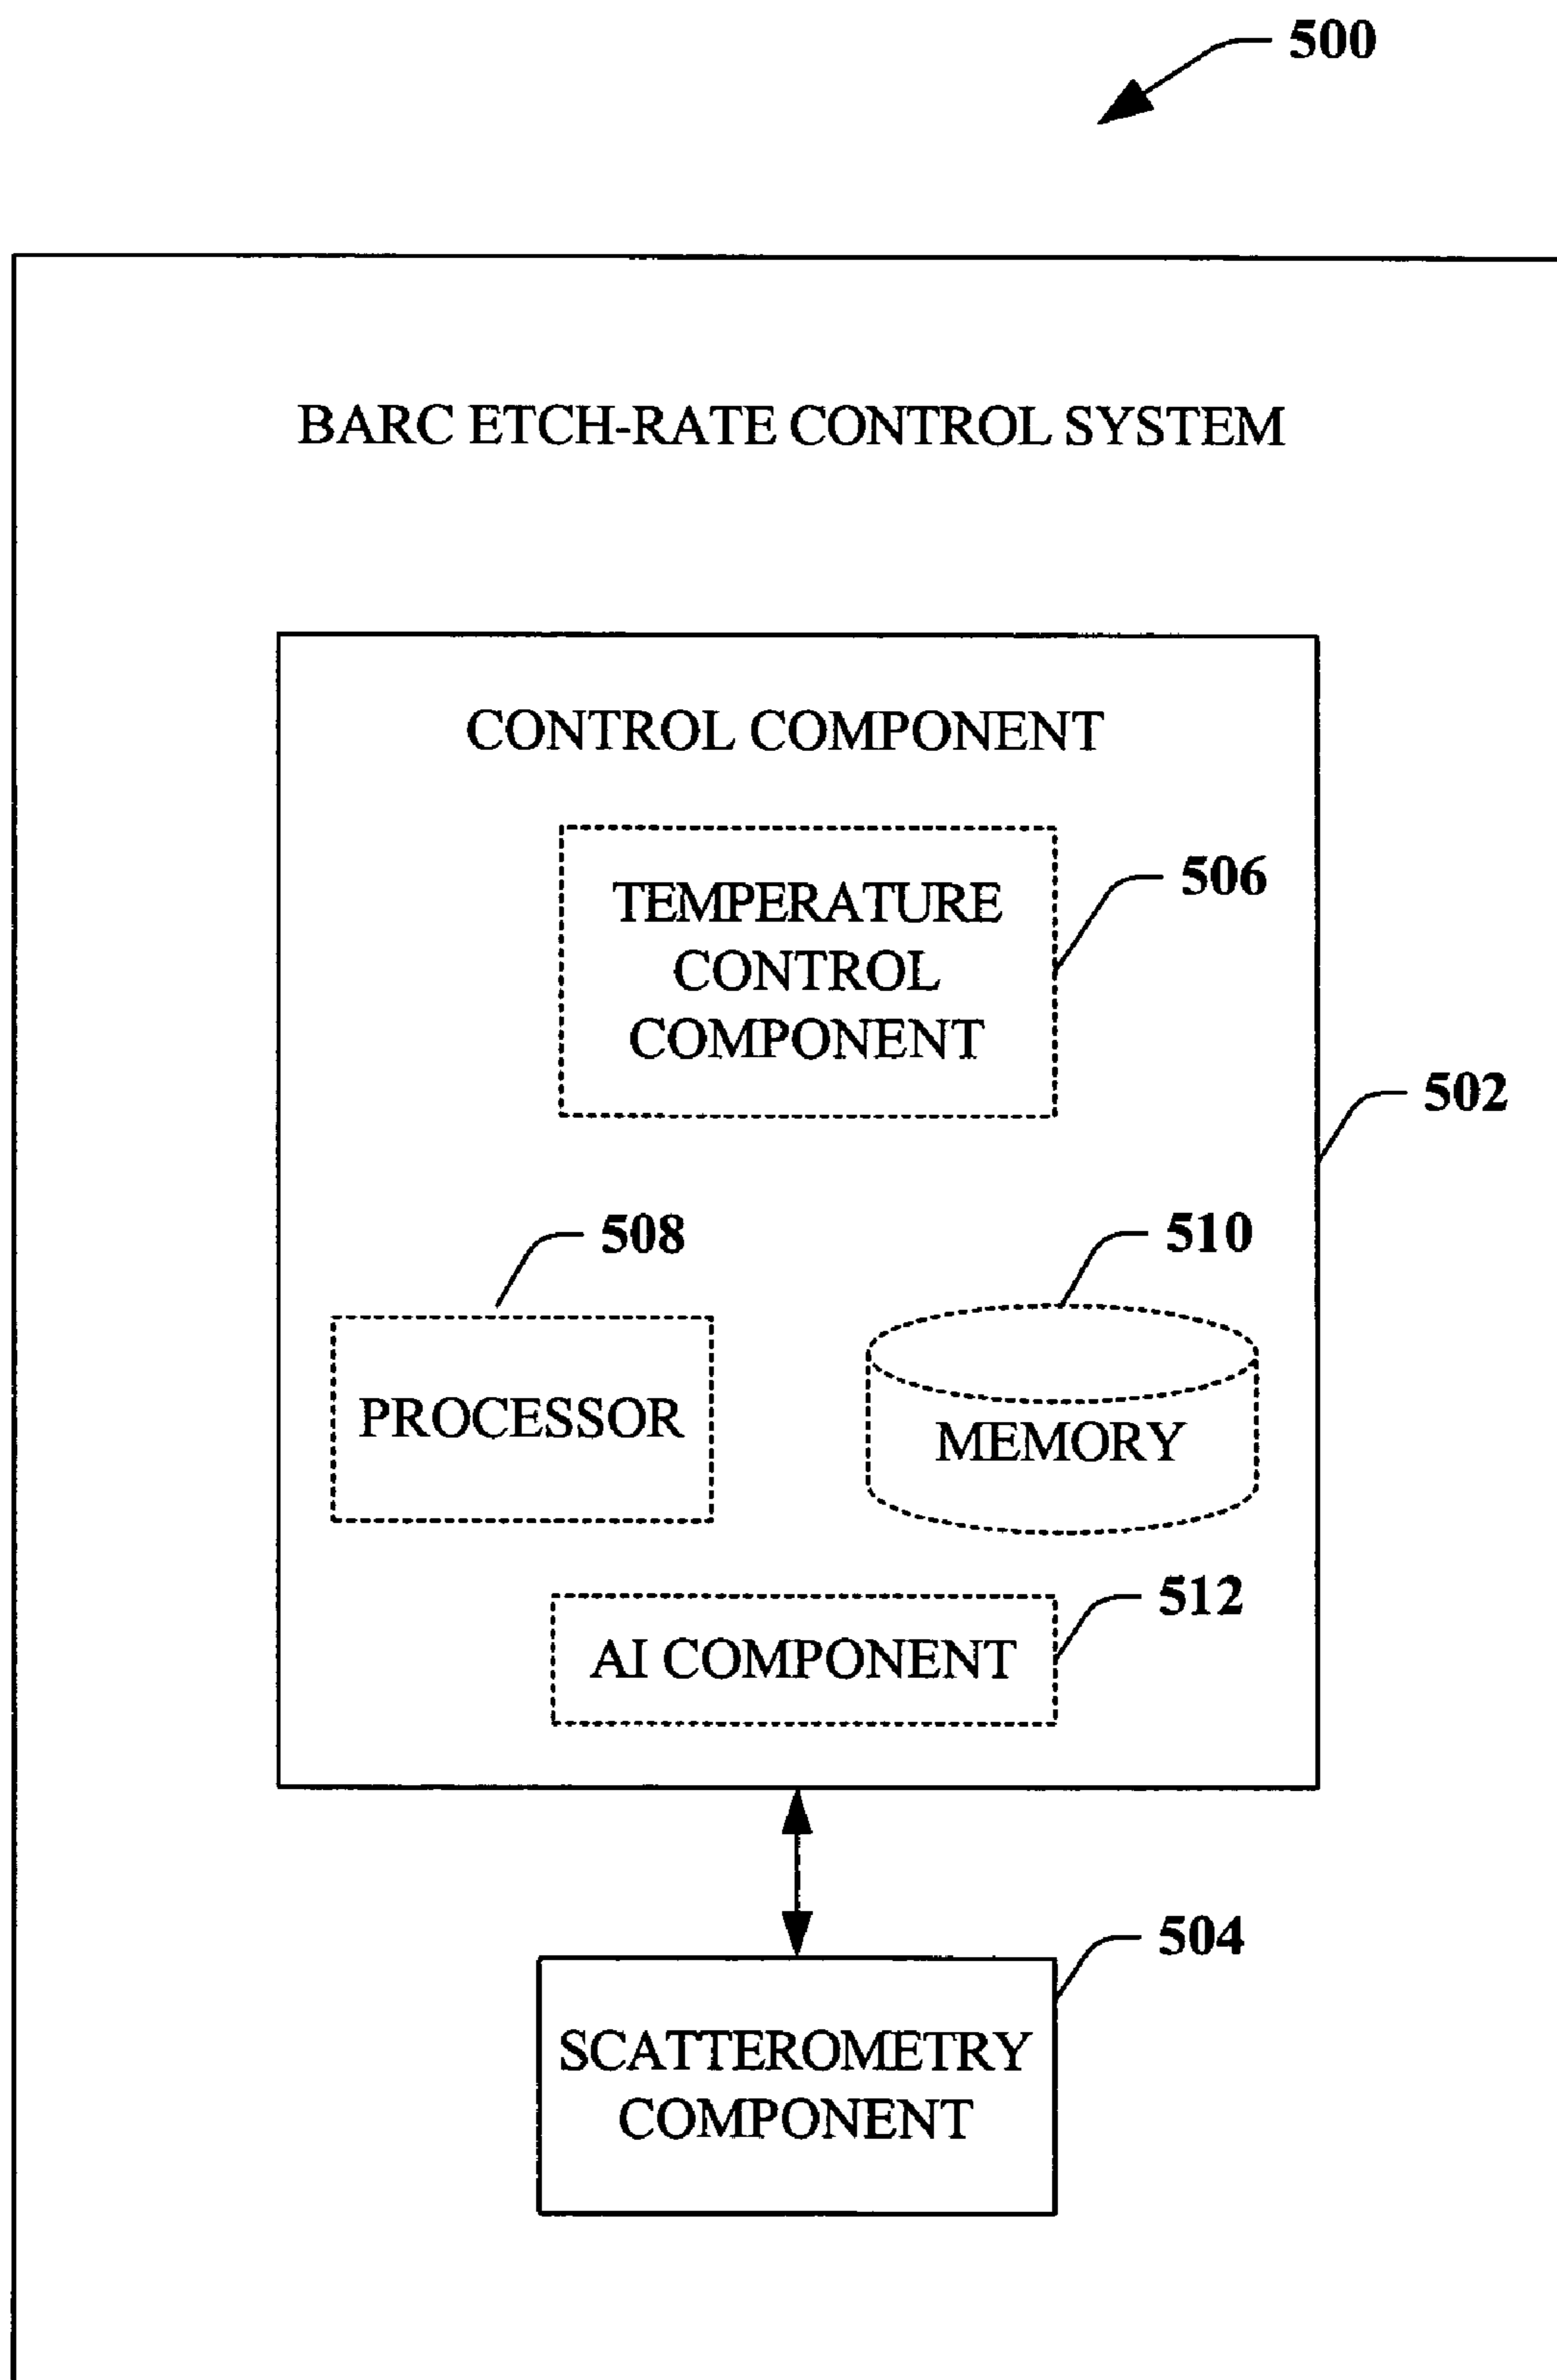 500
BARC ETCH-RATE CONTROL SYSTEM
CONTROL COMPONENT
TEMPERATURE
CONTROL
COMPONENT
506
502
508
510
PROCESSOR
MEMORY
512
AI COMPONENT
504
SCATTEROMETRY
COMPONENT